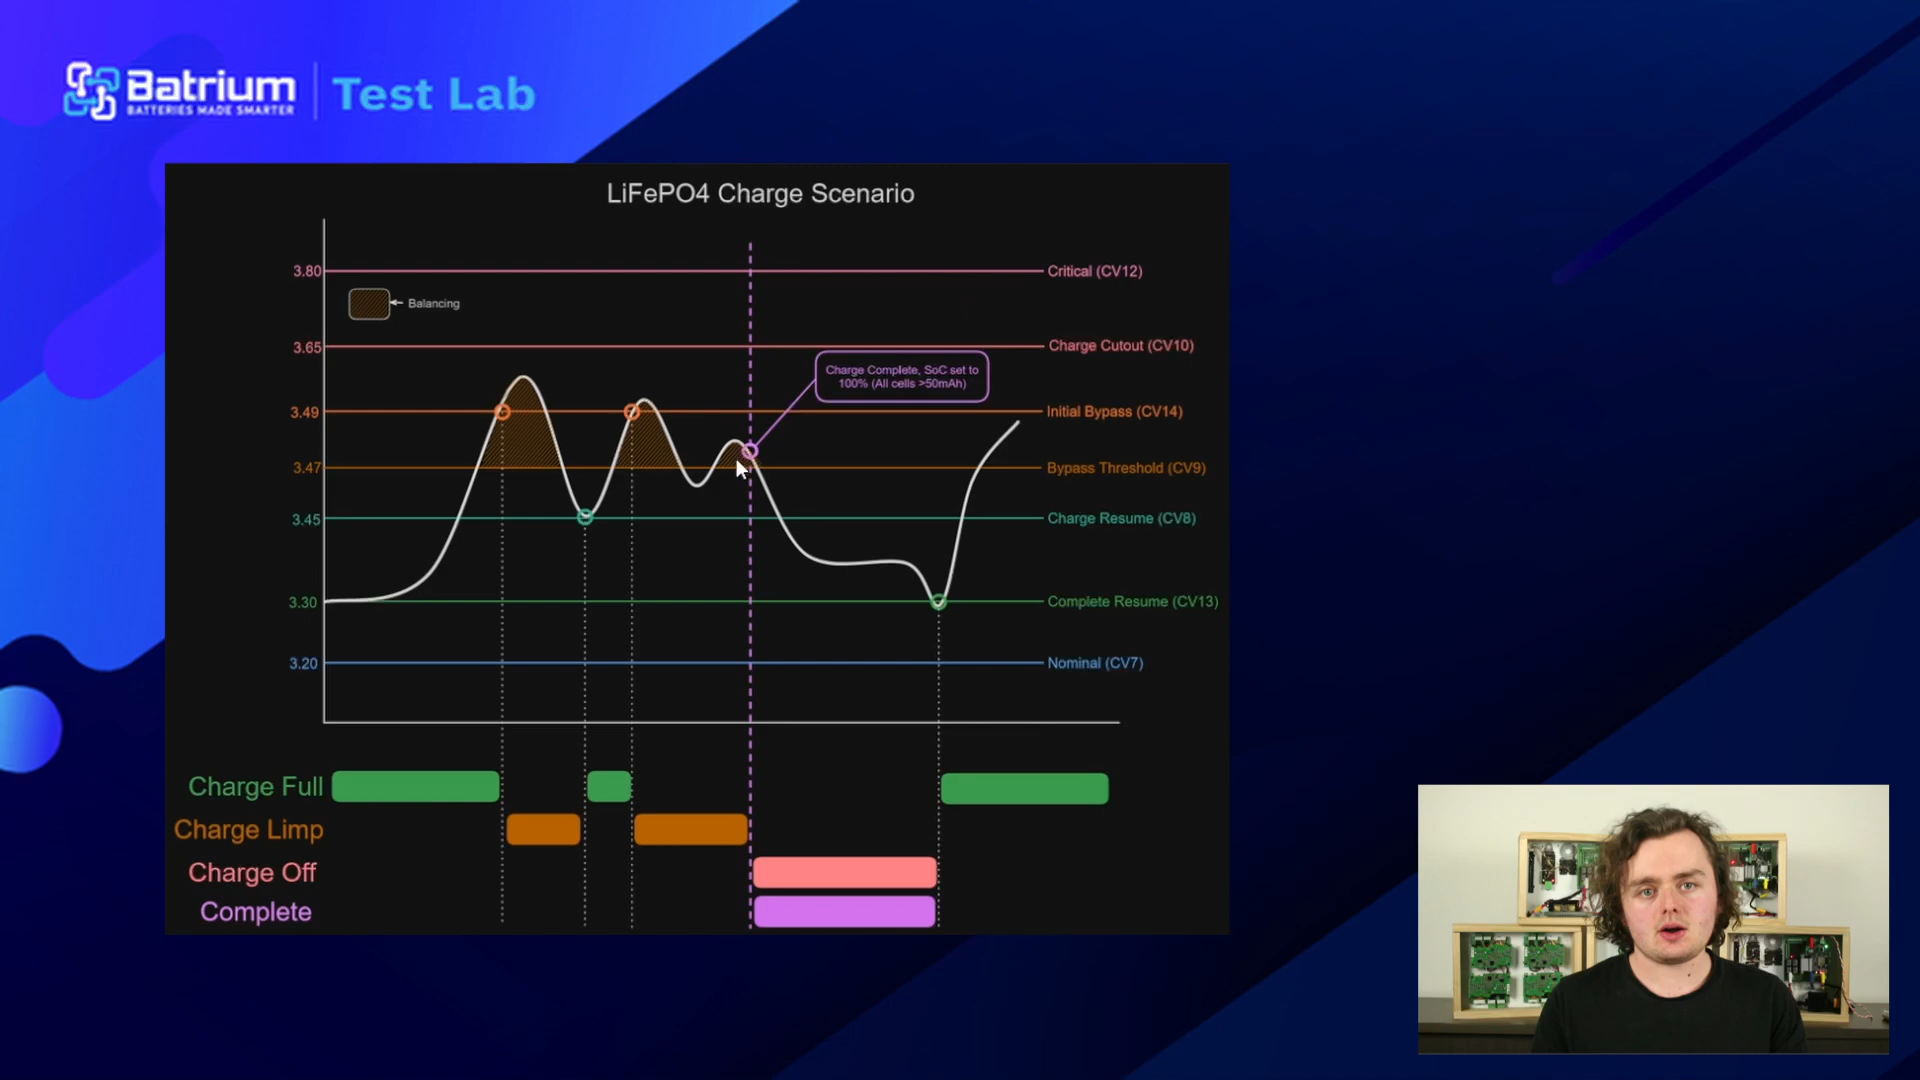 Batrium
BATTERIES MADE SMARTER
Test Lab
LiFePO4 Charge Scenario
3.80
Critical (CV12)
Balancing
3.65
Charge Cutout (CV10)
Charge Complete, SoC set to
100% (All cells >50mAh)
3.49
Initial Bypass (CV14)
3.47
Bypass Threshold (CV9)
3.45
Charge Resume (CV8)
3.30
Complete Resume (CV13)
3.20
Nominal (CV7)
Charge Full
Charge Limp
Charge Off
Complete